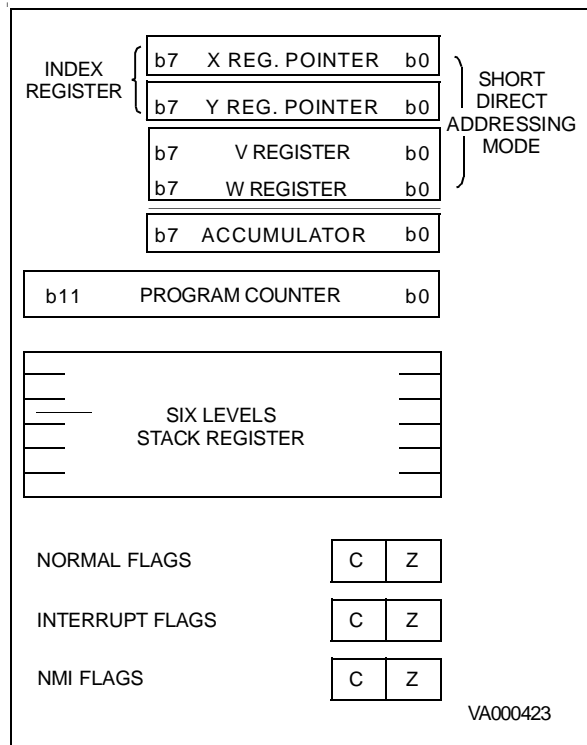 INDEX
REGISTER
b7 X REG. POINTER b0
b7 Y REG. POINTER b0
b7 V REGISTER b0
b7 W REGISTER b0
SHORT
DIRECT
ADDRESSING
MODE
b7 ACCUMULATOR b0
b11 PROGRAM COUNTER b0
SIX LEVELS
STACK REGISTER
NORMAL FLAGS C Z
INTERRUPT FLAGS C Z
NMI FLAGS C Z
VA000423